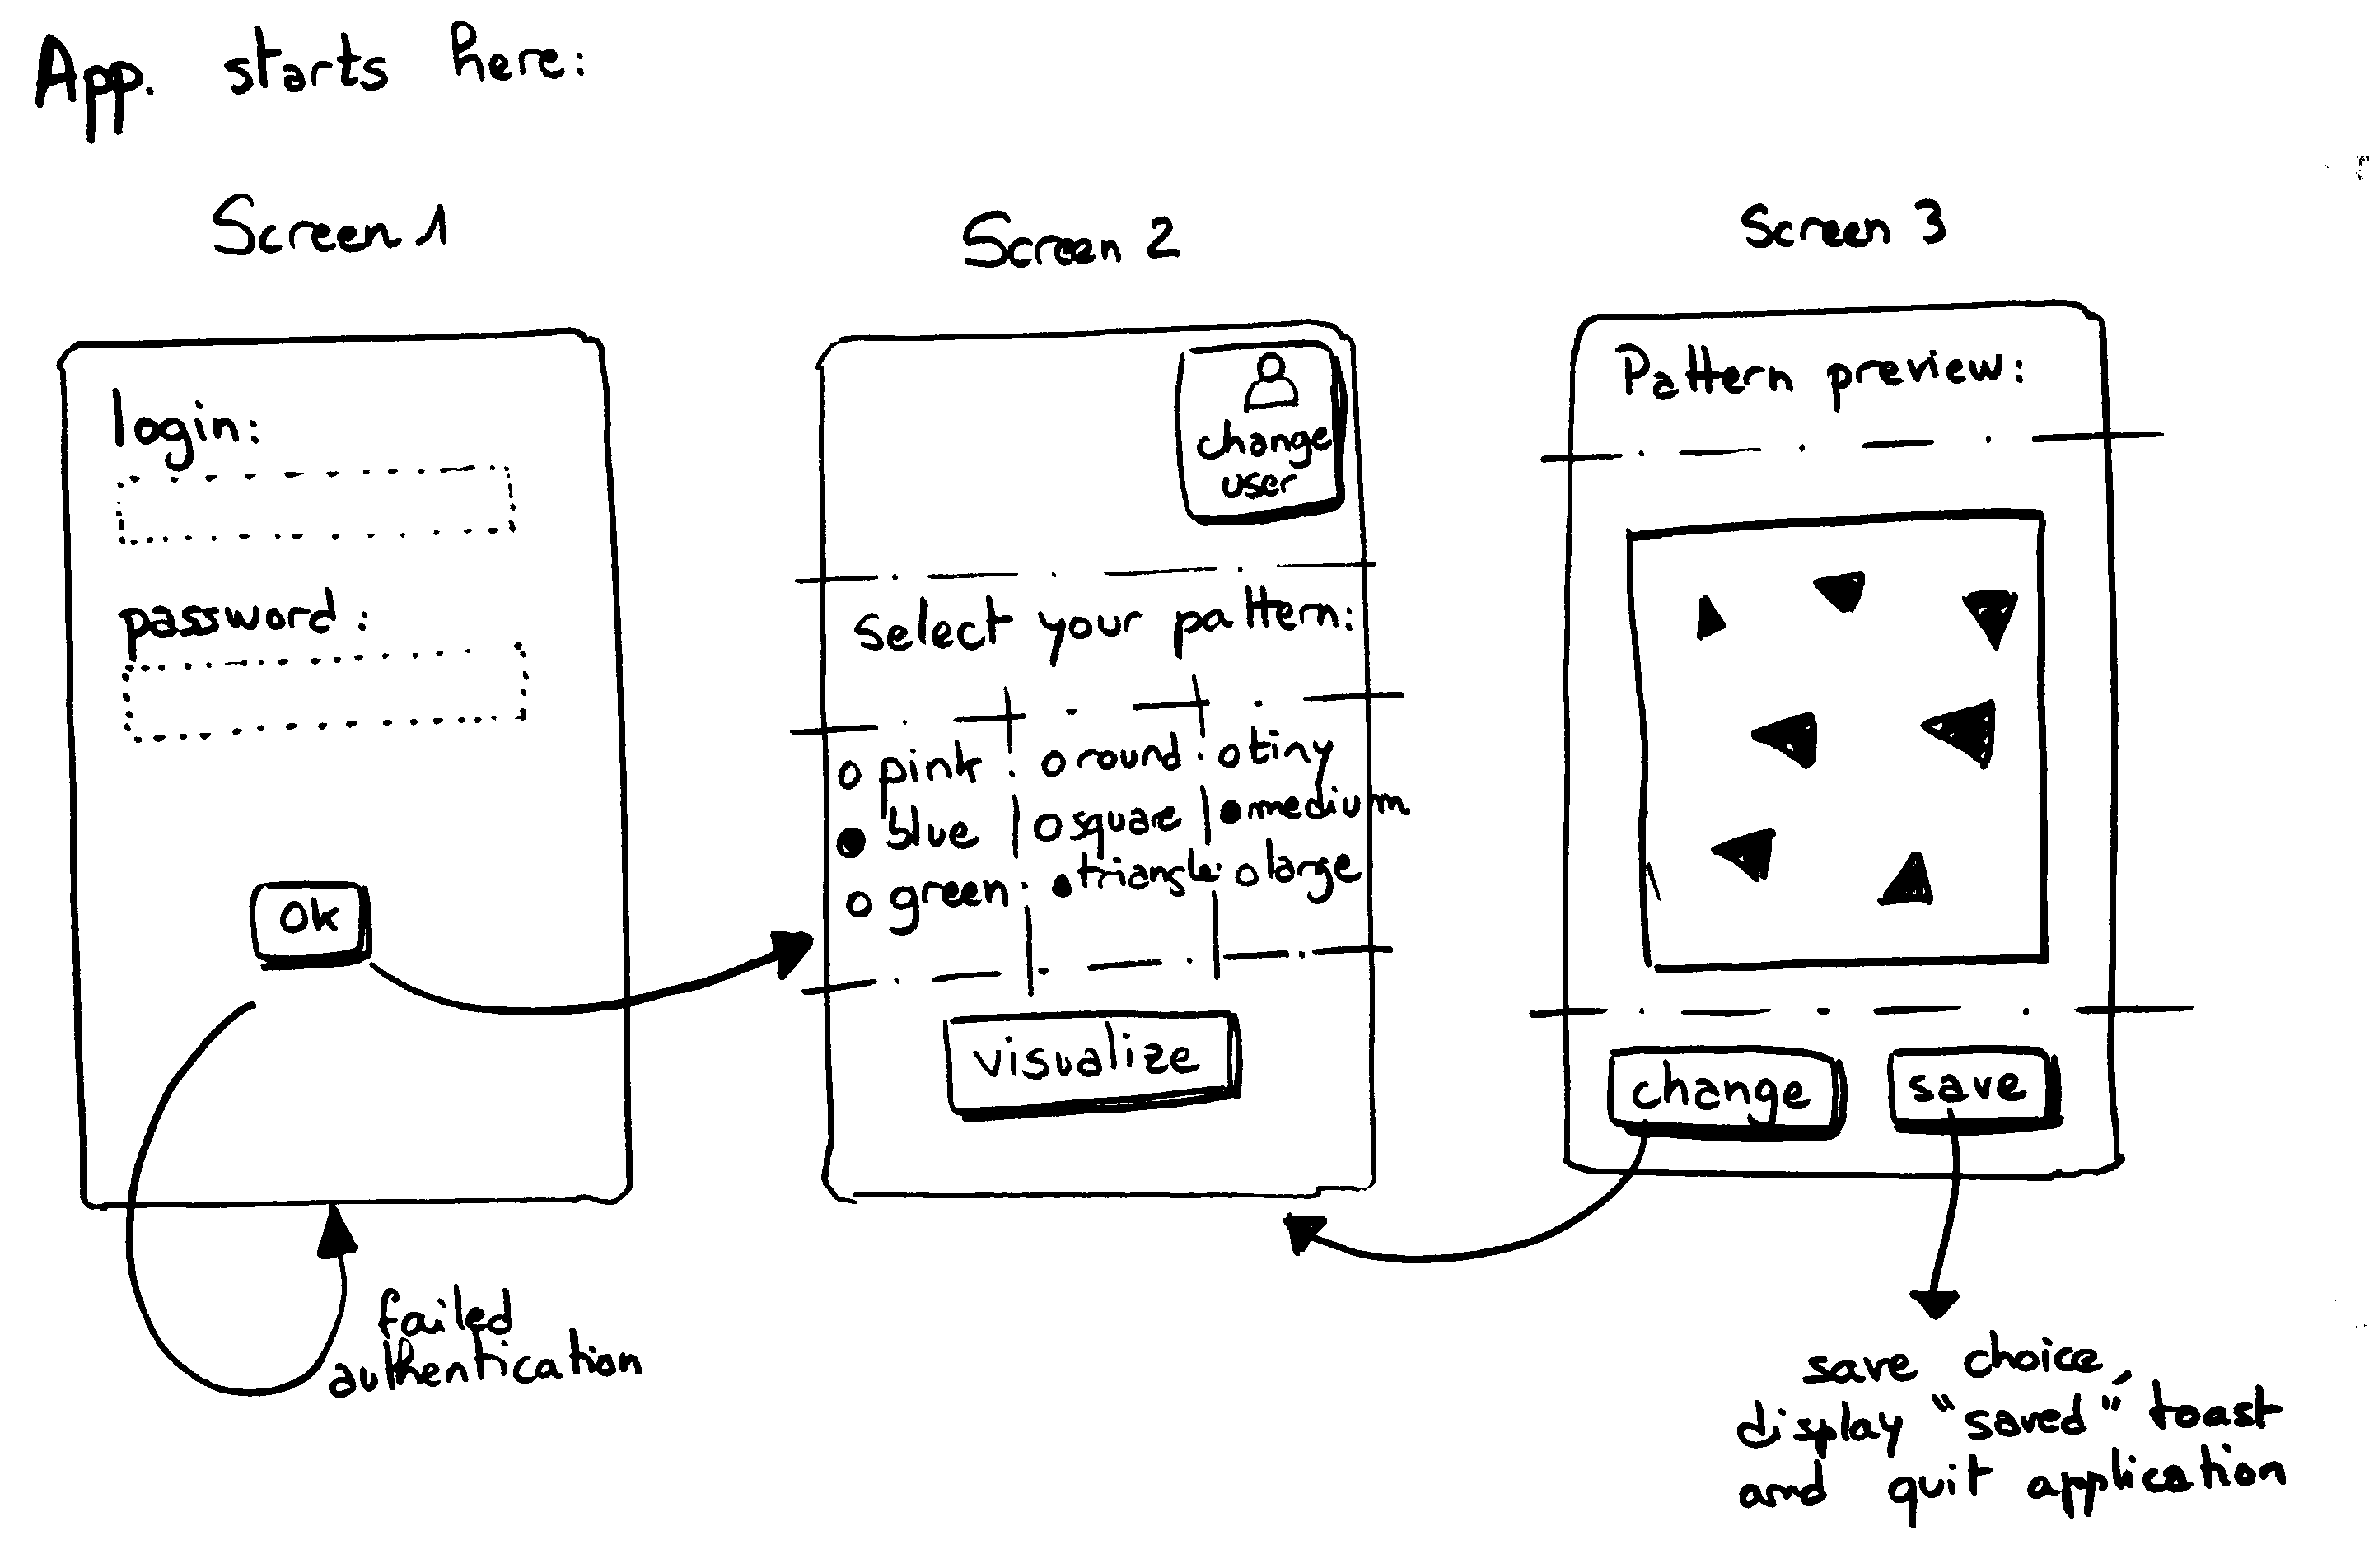 App. starts here:
Screen 1
login:
password:
ok
failed
authentication
Screen 2
change
user
Select your pattern:
pink
round
tiny
blue
square
medium
green
triangle
large
visualize
Screen 3
Pattern preview:
change
save
save choice,
display "saved" toast
and quit application